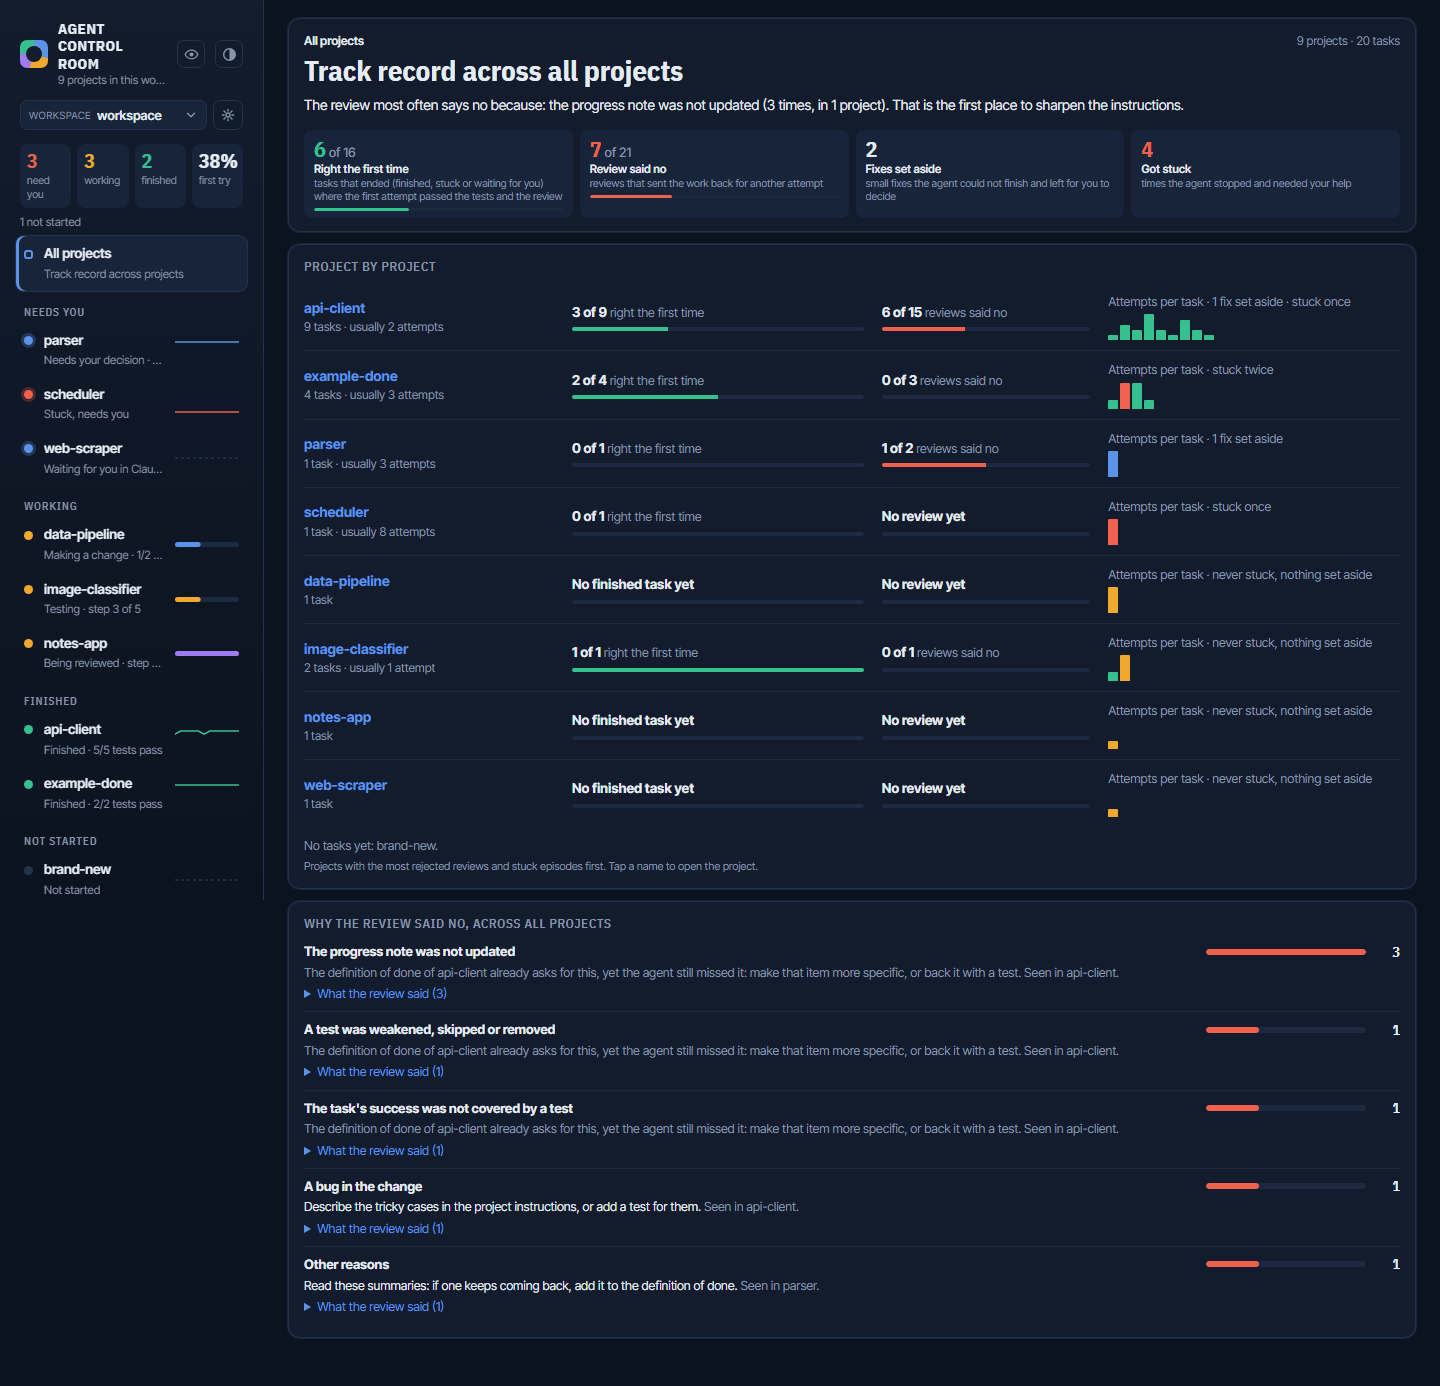 AGENT
CONTROL
ROOM
9 projects in this wo...
WORKSPACE workspace
3 need you
3 working
2 finished
38% first try
1 not started
All projects
Track record across projects
NEEDS YOU
parser
Needs your decision · ...
scheduler
Stuck, needs you
web-scraper
Waiting for you in Clau...
WORKING
data-pipeline
Making a change · 1/2 ...
image-classifier
Testing · step 3 of 5
notes-app
Being reviewed · step ...
FINISHED
api-client
Finished · 5/5 tests pass
example-done
Finished · 2/2 tests pass
NOT STARTED
brand-new
Not started
All projects
9 projects · 20 tasks
Track record across all projects
The review most often says no because: the progress note was not updated (3 times, in 1 project). That is the first place to sharpen the instructions.
6 of 16
Right the first time
tasks that ended (finished, stuck or waiting for you)
where the first attempt passed the tests and the review
7 of 21
Review said no
reviews that sent the work back for another attempt
2
Fixes set aside
small fixes the agent could not finish and left for you to
decide
4
Got stuck
times the agent stopped and needed your help
PROJECT BY PROJECT
api-client
9 tasks · usually 2 attempts
3 of 9 right the first time
6 of 15 reviews said no
Attempts per task · 1 fix set aside · stuck once
example-done
4 tasks · usually 3 attempts
2 of 4 right the first time
0 of 3 reviews said no
Attempts per task · stuck twice
parser
1 task · usually 3 attempts
0 of 1 right the first time
1 of 2 reviews said no
Attempts per task · 1 fix set aside
scheduler
1 task · usually 8 attempts
0 of 1 right the first time
No review yet
Attempts per task · stuck once
data-pipeline
1 task
No finished task yet
No review yet
Attempts per task · never stuck, nothing set aside
image-classifier
2 tasks · usually 1 attempt
1 of 1 right the first time
0 of 1 reviews said no
Attempts per task · never stuck, nothing set aside
notes-app
1 task
No finished task yet
No review yet
Attempts per task · never stuck, nothing set aside
web-scraper
1 task
No finished task yet
No review yet
Attempts per task · never stuck, nothing set aside
No tasks yet: brand-new.
Projects with the most rejected reviews and stuck episodes first. Tap a name to open the project.
WHY THE REVIEW SAID NO, ACROSS ALL PROJECTS
The progress note was not updated
3
The definition of done of api-client already asks for this, yet the agent still missed it: make that item more specific, or back it with a test. Seen in api-client.
What the review said (3)
A test was weakened, skipped or removed
1
The definition of done of api-client already asks for this, yet the agent still missed it: make that item more specific, or back it with a test. Seen in api-client.
What the review said (1)
The task's success was not covered by a test
1
The definition of done of api-client already asks for this, yet the agent still missed it: make that item more specific, or back it with a test. Seen in api-client.
What the review said (1)
A bug in the change
1
Describe the tricky cases in the project instructions, or add a test for them. Seen in api-client.
What the review said (1)
Other reasons
1
Read these summaries: if one keeps coming back, add it to the definition of done. Seen in parser.
What the review said (1)